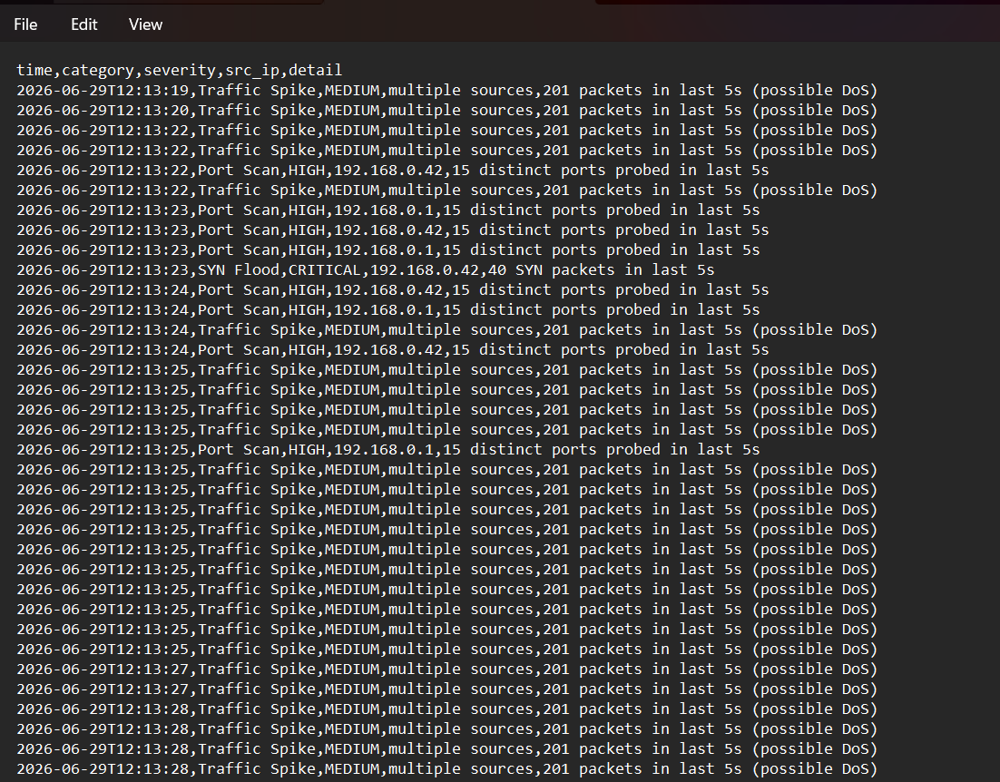 File Edit View
time,category,severity,src_ip,detail
2026-06-29T12:13:19,Traffic Spike,MEDIUM,multiple sources,201 packets in last 5s (possible DoS)
2026-06-29T12:13:20,Traffic Spike,MEDIUM,multiple sources,201 packets in last 5s (possible DoS)
2026-06-29T12:13:22,Traffic Spike,MEDIUM,multiple sources,201 packets in last 5s (possible DoS)
2026-06-29T12:13:22,Traffic Spike,MEDIUM,multiple sources,201 packets in last 5s (possible DoS)
2026-06-29T12:13:22,Port Scan,HIGH,192.168.0.42,15 distinct ports probed in last 5s
2026-06-29T12:13:22,Traffic Spike,MEDIUM,multiple sources,201 packets in last 5s (possible DoS)
2026-06-29T12:13:23,Port Scan,HIGH,192.168.0.1,15 distinct ports probed in last 5s
2026-06-29T12:13:23,Port Scan,HIGH,192.168.0.42,15 distinct ports probed in last 5s
2026-06-29T12:13:23,Port Scan,HIGH,192.168.0.1,15 distinct ports probed in last 5s
2026-06-29T12:13:23,SYN Flood,CRITICAL,192.168.0.42,40 SYN packets in last 5s
2026-06-29T12:13:24,Port Scan,HIGH,192.168.0.42,15 distinct ports probed in last 5s
2026-06-29T12:13:24,Port Scan,HIGH,192.168.0.1,15 distinct ports probed in last 5s
2026-06-29T12:13:24,Traffic Spike,MEDIUM,multiple sources,201 packets in last 5s (possible DoS)
2026-06-29T12:13:24,Port Scan,HIGH,192.168.0.42,15 distinct ports probed in last 5s
2026-06-29T12:13:25,Traffic Spike,MEDIUM,multiple sources,201 packets in last 5s (possible DoS)
2026-06-29T12:13:25,Traffic Spike,MEDIUM,multiple sources,201 packets in last 5s (possible DoS)
2026-06-29T12:13:25,Traffic Spike,MEDIUM,multiple sources,201 packets in last 5s (possible DoS)
2026-06-29T12:13:25,Traffic Spike,MEDIUM,multiple sources,201 packets in last 5s (possible DoS)
2026-06-29T12:13:25,Port Scan,HIGH,192.168.0.1,15 distinct ports probed in last 5s
2026-06-29T12:13:25,Traffic Spike,MEDIUM,multiple sources,201 packets in last 5s (possible DoS)
2026-06-29T12:13:25,Traffic Spike,MEDIUM,multiple sources,201 packets in last 5s (possible DoS)
2026-06-29T12:13:25,Traffic Spike,MEDIUM,multiple sources,201 packets in last 5s (possible DoS)
2026-06-29T12:13:25,Traffic Spike,MEDIUM,multiple sources,201 packets in last 5s (possible DoS)
2026-06-29T12:13:25,Traffic Spike,MEDIUM,multiple sources,201 packets in last 5s (possible DoS)
2026-06-29T12:13:25,Traffic Spike,MEDIUM,multiple sources,201 packets in last 5s (possible DoS)
2026-06-29T12:13:25,Traffic Spike,MEDIUM,multiple sources,201 packets in last 5s (possible DoS)
2026-06-29T12:13:25,Traffic Spike,MEDIUM,multiple sources,201 packets in last 5s (possible DoS)
2026-06-29T12:13:25,Traffic Spike,MEDIUM,multiple sources,201 packets in last 5s (possible DoS)
2026-06-29T12:13:25,Traffic Spike,MEDIUM,multiple sources,201 packets in last 5s (possible DoS)
2026-06-29T12:13:27,Traffic Spike,MEDIUM,multiple sources,201 packets in last 5s (possible DoS)
2026-06-29T12:13:27,Traffic Spike,MEDIUM,multiple sources,201 packets in last 5s (possible DoS)
2026-06-29T12:13:28,Traffic Spike,MEDIUM,multiple sources,201 packets in last 5s (possible DoS)
2026-06-29T12:13:28,Traffic Spike,MEDIUM,multiple sources,201 packets in last 5s (possible DoS)
2026-06-29T12:13:28,Traffic Spike,MEDIUM,multiple sources,201 packets in last 5s (possible DoS)
2026-06-29T12:13:28,Traffic Spike,MEDIUM,multiple sources,201 packets in last 5s (possible DoS)